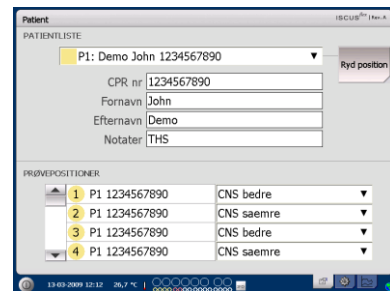 Patient
ISCUS flex | Rev.A
PATIENTLISTE
P1: Demo John 1234567890
Ryd position
CPR nr 1234567890
Fornavn John
Efternavn Demo
Notater THS
PRØVEPOSITIONER
1 P1 1234567890 CNS bedre
2 P1 1234567890 CNS saemre
3 P1 1234567890 CNS bedre
4 P1 1234567890 CNS saemre
13-03-2009 12:12 26,7 °C